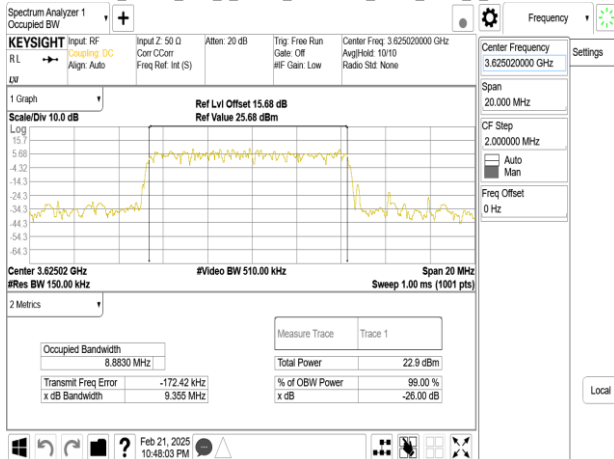 Spectrum Analyzer 1
Occupied BW
+
Frequency
KEYSIGHT
RL
Input: RF
Coupling: DC
Align: Auto
Input Z: 50 Ω
Corr CCorr
Freq Ref: Int (S)
Atten: 20 dB
Trig: Free Run
Gate: Off
#IF Gain: Low
Center Freq: 3.625020000 GHz
Avg|Hold: 10/10
Radio Std: None
LXI
Center Frequency
3.625020000 GHz
Settings
Span
20.000 MHz
CF Step
2.000000 MHz
Auto
Man
Freq Offset
0 Hz
Local
1 Graph
Scale/Div 10.0 dB
Ref Lvl Offset 15.68 dB
Ref Value 25.68 dBm
Log
15.7
5.68
-4.32
-14.3
-24.3
-34.3
-44.3
-54.3
-64.3
Center 3.62502 GHz
#Video BW 510.00 kHz
Span 20 MHz
#Res BW 150.00 kHz
Sweep 1.00 ms (1001 pts)
2 Metrics
Measure Trace
Trace 1
Occupied Bandwidth
8.8830 MHz
Total Power
22.9 dBm
Transmit Freq Error
-172.42 kHz
% of OBW Power
99.00 %
x dB Bandwidth
9.355 MHz
x dB
-26.00 dB
?
Feb 21, 2025
10:48:03 PM